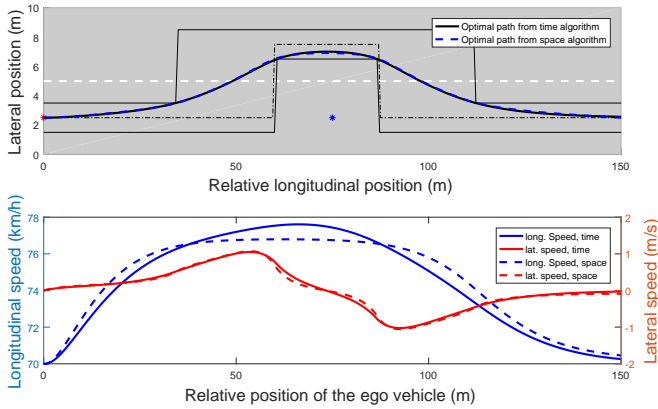 10
8
6
4
2
0
Lateral position (m)
Optimal path from time algorithm
Optimal path from space algorithm
0
50
100
150
Relative longitudinal position (m)
78
76
74
72
70
Longitudinal speed (km/h)
long. Speed, time
lat. speed, time
long. Speed, space
lat. speed, space
2
1
0
-1
-2
Lateral speed (m/s)
0
50
100
150
Relative position of the ego vehicle (m)